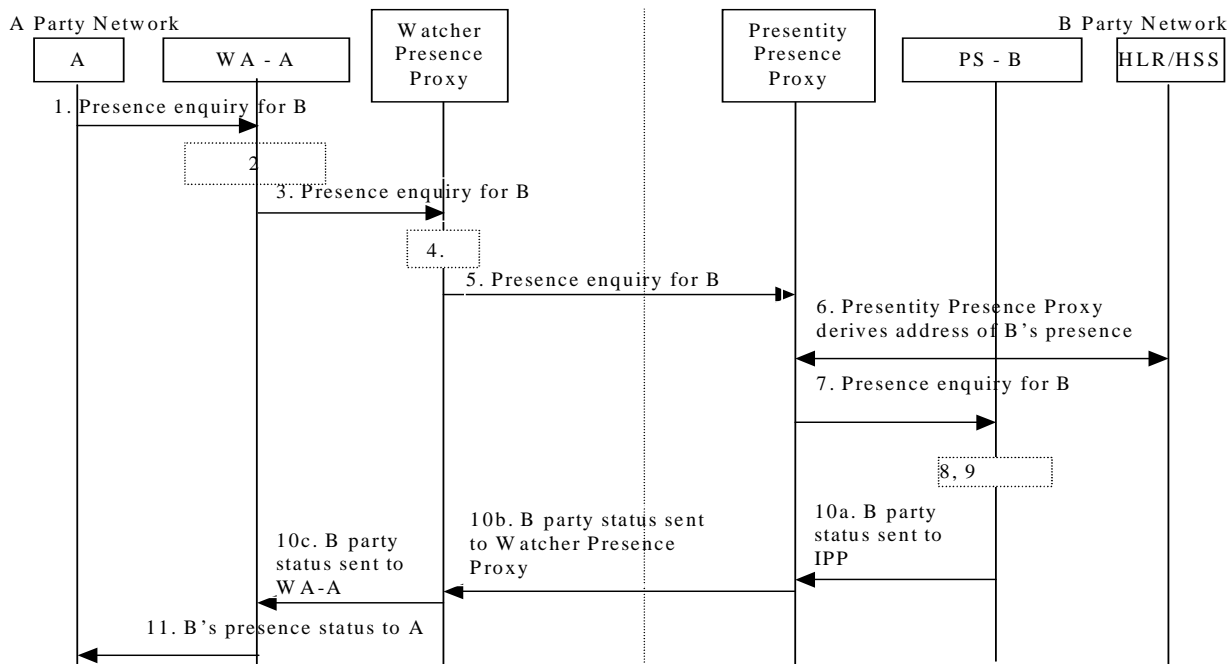 A Party Network
B Party Network
A
WA - A
Watcher
Presence
Proxy
Presentity
Presence
Proxy
PS - B
HLR/HSS
1. Presence enquiry for B
2
3. Presence enquiry for B
4.
5. Presence enquiry for B
6. Presentity Presence Proxy
derives address of B’s presence
7. Presence enquiry for B
8, 9
10a. B party
status sent to
IPP
10b. B party status sent
to Watcher Presence
Proxy
10c. B party
status sent to
WA-A
11. B’s presence status to A